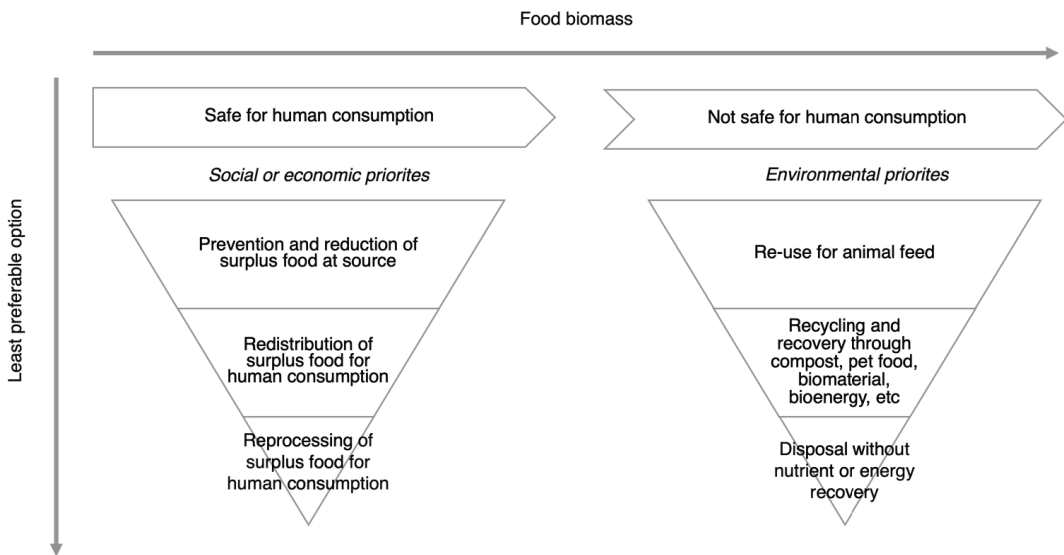 Food biomass
Least preferable option
Safe for human consumption
Not safe for human consumption
Social or economic priorites
Environmental priorites
Prevention and reduction of
surplus food at source
Redistribution of
surplus food for
human consumption
Reprocessing of
surplus food for
human consumption
Re-use for animal feed
Recycling and
recovery through
compost, pet food,
biomaterial,
bioenergy, etc
Disposal without
nutrient or energy
recovery